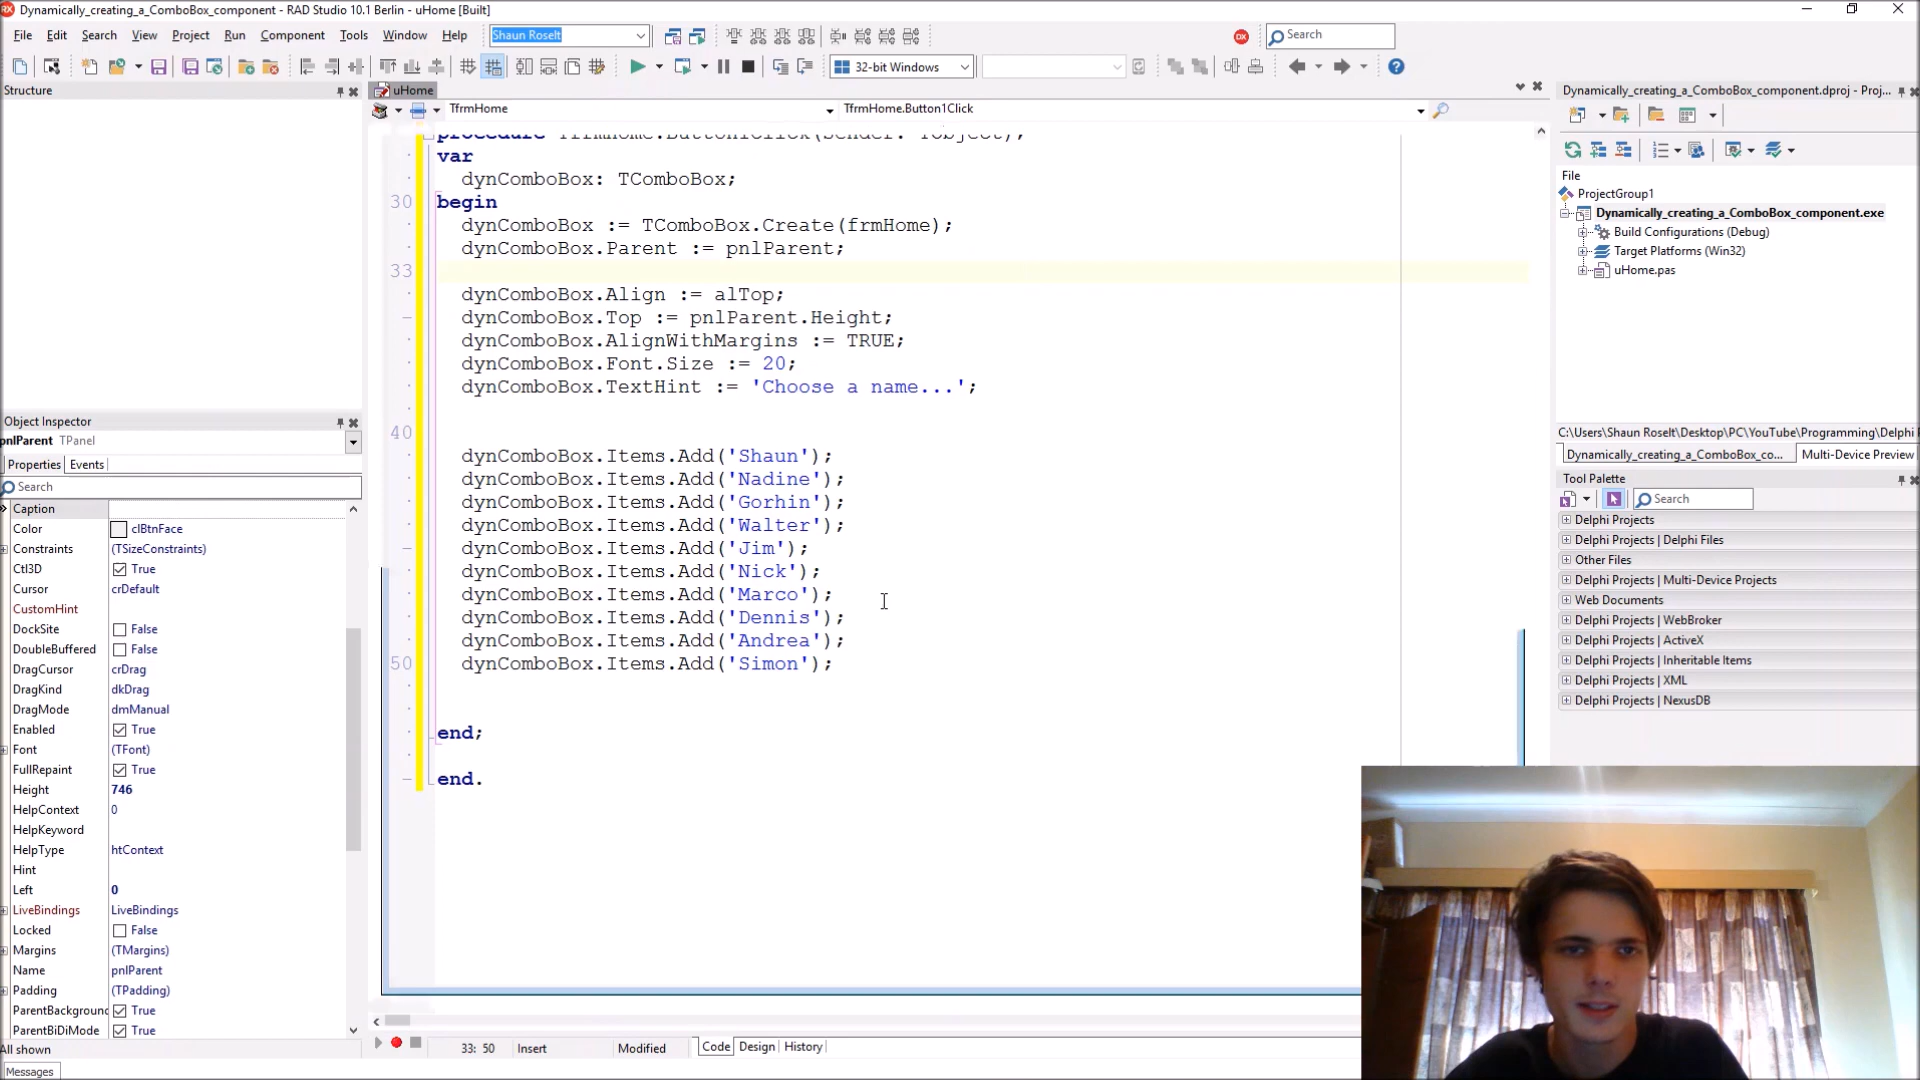 Dynamically_creating_a_ComboBox_component - RAD Studio 10.1 Berlin - uHome [Built]
File Edit Search View Project Run Component Tools Window Help Shaun Roselt Search
32-bit Windows
Structure
uHome
TfrmHome TfrmHome.Button1Click
procedure TfrmHome.Button1Click(Sender: TObject);
var
dynComboBox: TComboBox;
30 begin
dynComboBox := TComboBox.Create(frmHome);
dynComboBox.Parent := pnlParent;
33
dynComboBox.Align := alTop;
dynComboBox.Top := pnlParent.Height;
dynComboBox.AlignWithMargins := TRUE;
dynComboBox.Font.Size := 20;
dynComboBox.TextHint := 'Choose a name...';
40
dynComboBox.Items.Add('Shaun');
dynComboBox.Items.Add('Nadine');
dynComboBox.Items.Add('Gorhin');
dynComboBox.Items.Add('Walter');
dynComboBox.Items.Add('Jim');
dynComboBox.Items.Add('Nick');
dynComboBox.Items.Add('Marco');
dynComboBox.Items.Add('Dennis');
dynComboBox.Items.Add('Andrea');
50 dynComboBox.Items.Add('Simon');
end;
end.
33: 50 Insert Modified Code Design History
Object Inspector
pnlParent TPanel
Properties Events
Search
Caption
Color clBtnFace
Constraints (TSizeConstraints)
Ctl3D True
Cursor crDefault
CustomHint
DockSite False
DoubleBuffered False
DragCursor crDrag
DragKind dkDrag
DragMode dmManual
Enabled True
Font (TFont)
FullRepaint True
Height 746
HelpContext 0
HelpKeyword
HelpType htContext
Hint
Left 0
LiveBindings LiveBindings
Locked False
Margins (TMargins)
Name pnlParent
Padding (TPadding)
ParentBackground True
ParentBiDiMode True
All shown
Messages
Dynamically_creating_a_ComboBox_component.dproj - Proj...
File
ProjectGroup1
Dynamically_creating_a_ComboBox_component.exe
Build Configurations (Debug)
Target Platforms (Win32)
uHome.pas
C:\Users\Shaun Roselt\Desktop\PC\YouTube\Programming\Delphi P
Dynamically_creating_a_ComboBox_co... Multi-Device Preview
Tool Palette
Search
Delphi Projects
Delphi Projects | Delphi Files
Other Files
Delphi Projects | Multi-Device Projects
Web Documents
Delphi Projects | WebBroker
Delphi Projects | ActiveX
Delphi Projects | Inheritable Items
Delphi Projects | XML
Delphi Projects | NexusDB